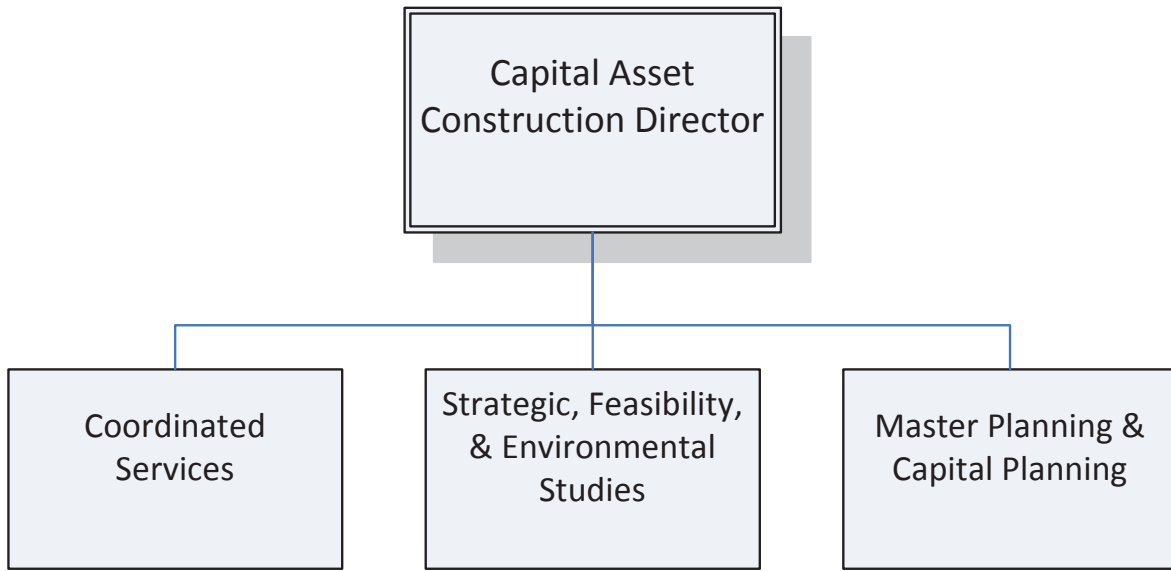 Capital Asset
Construction Director
Coordinated
Services
Strategic, Feasibility,
& Environmental
Studies
Master Planning &
Capital Planning